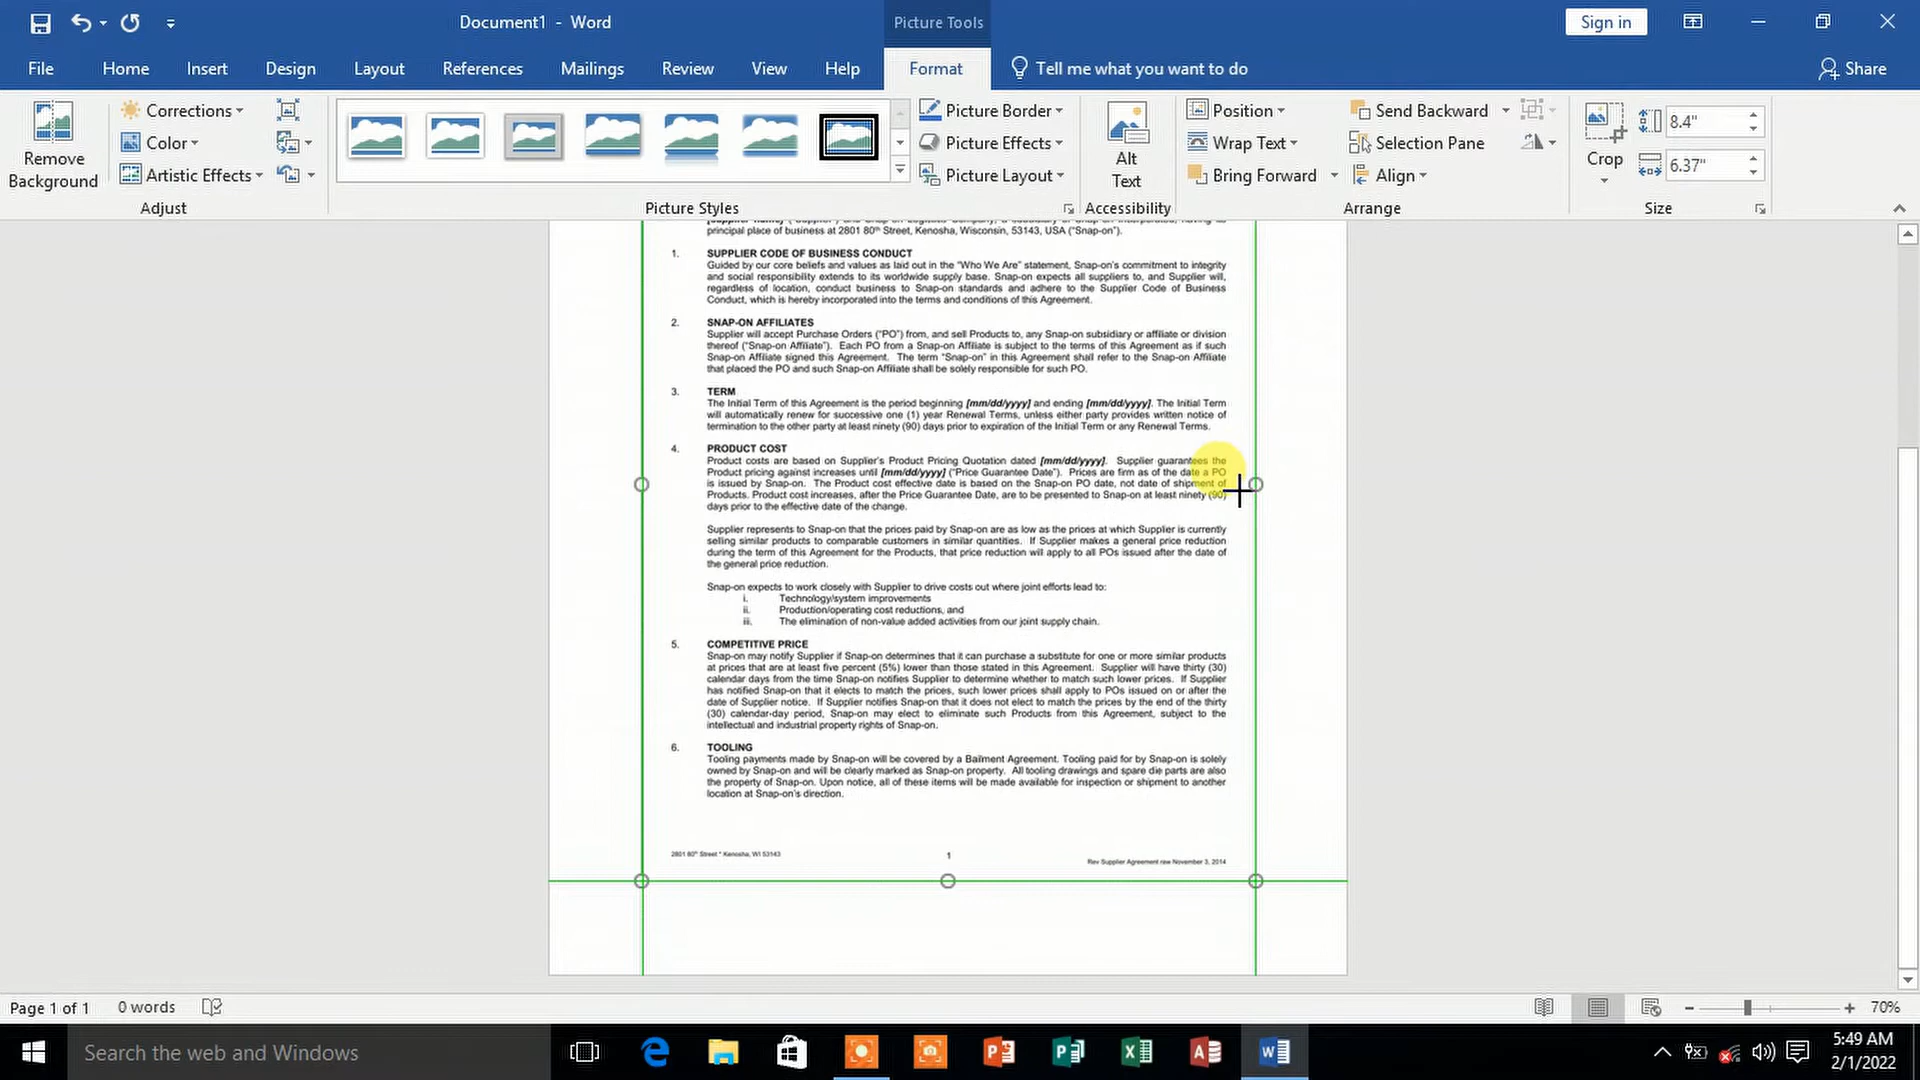 Document1 - Word
Picture Tools
Sign in
File
Home
Insert
Design
Layout
References
Mailings
Review
View
Help
Format
Tell me what you want to do
Share
Remove Background
Corrections
Color
Artistic Effects
Adjust
Picture Styles
Picture Border
Picture Effects
Picture Layout
Alt Text
Accessibility
Position
Wrap Text
Bring Forward
Send Backward
Selection Pane
Align
Arrange
Crop
8.4"
6.37"
Size
principal place of business at 2801 80th Street, Kenosha, Wisconsin, 53143, USA (“Snap-on”).
1. SUPPLIER CODE OF BUSINESS CONDUCT
Guided by our core beliefs and values as laid out in the “Who We Are” statement, Snap-on’s commitment to integrity
and social responsibility extends to its worldwide supply base. Snap-on expects all suppliers to, and Supplier will,
regardless of location, conduct business to Snap-on standards and adhere to the Supplier Code of Business
Conduct, which is hereby incorporated into the terms and conditions of this Agreement.
2. SNAP-ON AFFILIATES
Supplier will accept Purchase Orders (“PO”) from, and sell Products to, any Snap-on subsidiary or affiliate or division
thereof (“Snap-on Affiliate”). Each PO from a Snap-on Affiliate is subject to the terms of this Agreement as if such
Snap-on Affiliate signed this Agreement. The term “Snap-on” in this Agreement shall refer to the Snap-on Affiliate
that placed the PO and such Snap-on Affiliate shall be solely responsible for such PO.
3. TERM
The Initial Term of this Agreement is the period beginning [mm/dd/yyyy] and ending [mm/dd/yyyy]. The Initial Term
will automatically renew for successive one (1) year Renewal Terms, unless either party provides written notice of
termination to the other party at least ninety (90) days prior to expiration of the Initial Term or any Renewal Terms.
4. PRODUCT COST
Product costs are based on Supplier’s Product Pricing Quotation dated [mm/dd/yyyy]. Supplier guarantees the
Product pricing against increases until [mm/dd/yyyy] (“Price Guarantee Date”). Prices are firm as of the date a PO
is issued by Snap-on. The Product cost effective date is based on the Snap-on PO date, not date of shipment of
Products. Product cost increases, after the Price Guarantee Date, are to be presented to Snap-on at least ninety (90)
days prior to the effective date of the change.
Supplier represents to Snap-on that the prices paid by Snap-on are as low as the prices at which Supplier is currently
selling similar products to comparable customers in similar quantities. If Supplier makes a general price reduction
during the term of this Agreement for the Products, that price reduction will apply to all POs issued after the date of
the general price reduction.
Snap-on expects to work closely with Supplier to drive costs out where joint efforts lead to:
i. Technology/system improvements
ii. Production/operating cost reductions, and
iii. The elimination of non-value added activities from our joint supply chain.
5. COMPETITIVE PRICE
Snap-on may notify Supplier if Snap-on determines that it can purchase a substitute for one or more similar products
at prices that are at least five percent (5%) lower than those stated in this Agreement. Supplier will have thirty (30)
calendar days from the time Snap-on notifies Supplier to determine whether to match such lower prices. If Supplier
has notified Snap-on that it elects to match the prices, such lower prices shall apply to POs issued on or after the
date of Supplier notice. If Supplier notifies Snap-on that it does not elect to match the prices by the end of the thirty
(30) calendar-day period, Snap-on may elect to eliminate such Products from this Agreement, subject to the
intellectual and industrial property rights of Snap-on.
6. TOOLING
Tooling payments made by Snap-on will be covered by a Bailment Agreement. Tooling paid for by Snap-on is solely
owned by Snap-on and will be clearly marked as Snap-on property. All tooling drawings and spare die parts are also
the property of Snap-on. Upon notice, all of these items will be made available for inspection or shipment to another
location at Snap-on’s direction.
2801 80th Street * Kenosha, WI 53143
1
Rev Supplier Agreement raw November 3, 2014
Page 1 of 1
0 words
70%
Search the web and Windows
5:49 AM
2/1/2022